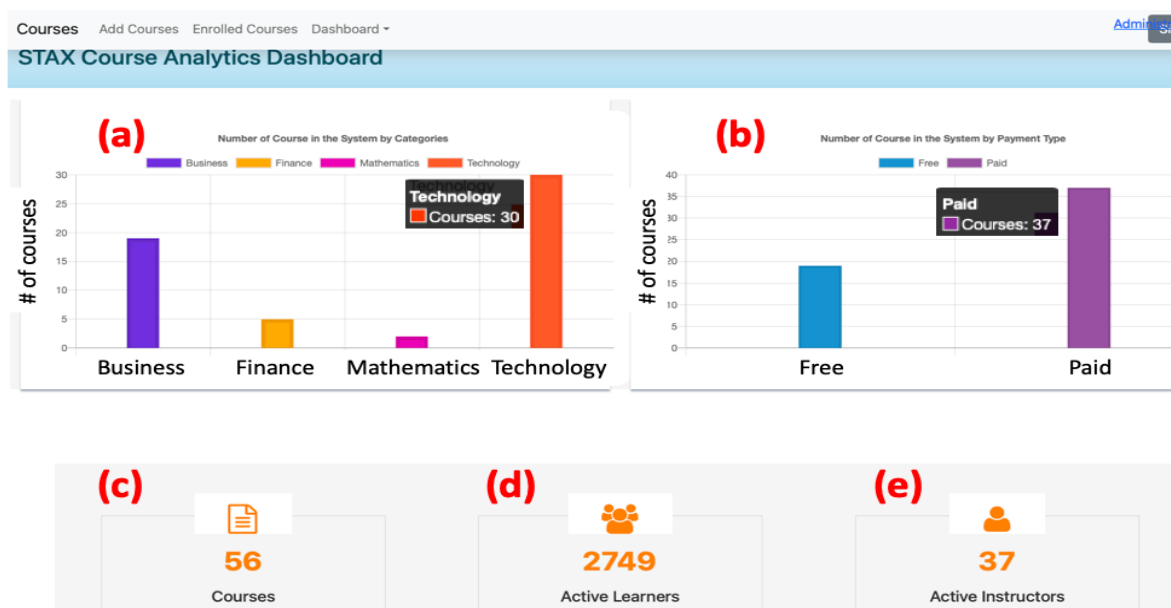 Courses Add Courses Enrolled Courses Dashboard
STAX Course Analytics Dashboard
(a)
Number of Course in the System by Categories
Business Finance Mathematics Technology
# of courses
30
25
20
15
10
5
0
Technology
Courses: 30
Business Finance Mathematics Technology
(b)
Number of Course in the System by Payment Type
Free Paid
# of courses
40
35
30
25
20
15
10
5
0
Paid
Courses: 37
Free Paid
(c) (d) (e)
56 2749 37
Courses Active Learners Active Instructors